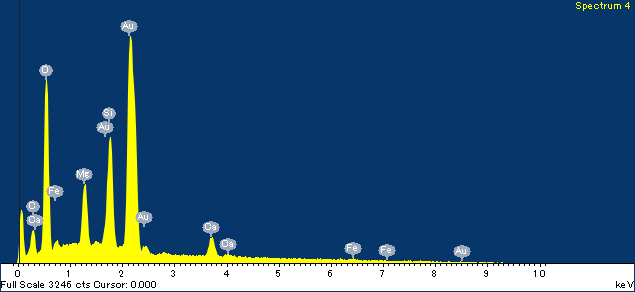 Spectrum 4
Au
O
Si
Au
Mg
Fe
C
Au
Ca
Ca
Ca
Fe
Fe
Au
0 1 2 3 4 5 6 7 8 9 10
Full Scale 3246 cts Cursor: 0.000 keV